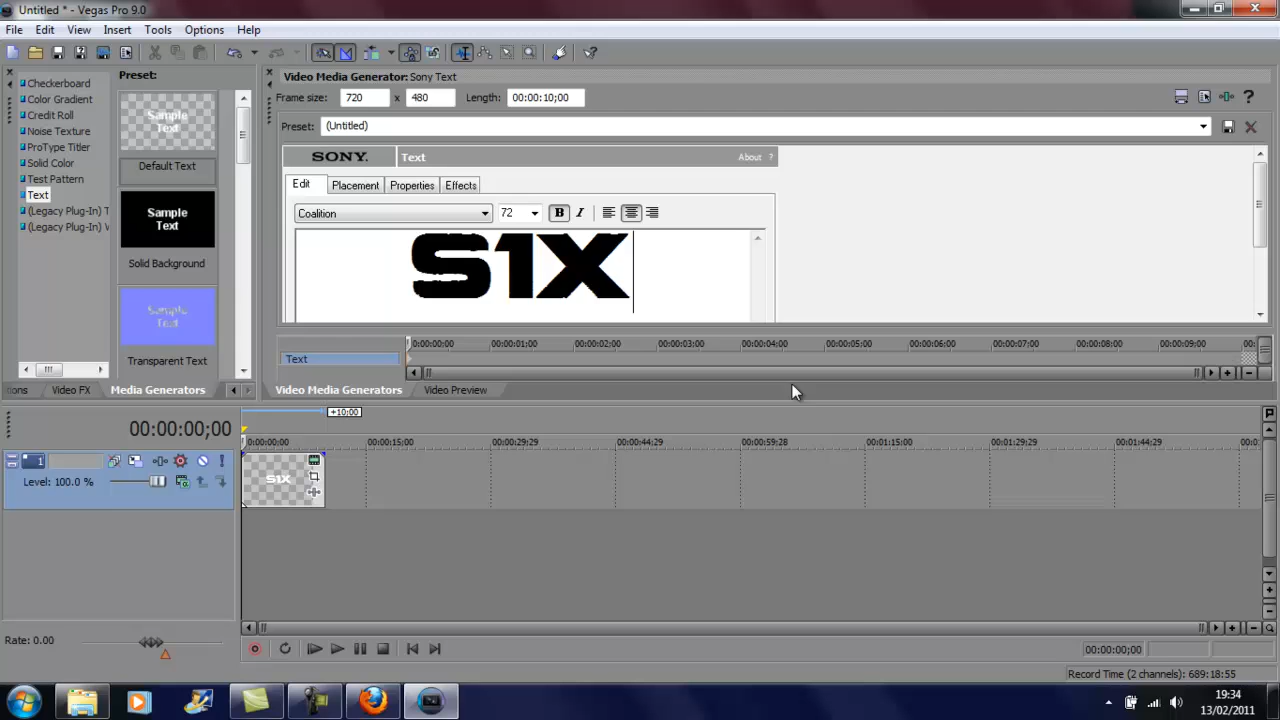 Untitled * - Vegas Pro 9.0
File Edit View Insert Tools Options Help
Checkerboard
Color Gradient
Credit Roll
Noise Texture
ProType Titler
Solid Color
Test Pattern
Text
(Legacy Plug-In) T
(Legacy Plug-In) V
Preset:
Sample
Text
Default Text
Sample
Text
Solid Background
Sample
Text
Transparent Text
ions Video FX Media Generators
Video Media Generator: Sony Text
Frame size: 720 x 480 Length: 00:00:10;00
Preset: (Untitled)
SONY. Text About ?
Edit Placement Properties Effects
Coalition 72 B I
S1X
0:00:00:00 00:00:01;00 00:00:02;00 00:00:03;00 00:00:04;00 00:00:05;00 00:00:06;00 00:00:07;00 00:00:08;00 00:00:09;00 00:
Text
Video Media Generators Video Preview
+10:00
00:00:00;00
0:00:00;00 00:00:15;00 00:00:29;29 00:00:44;29 00:00:59;28 00:01:15;00 00:01:29;29 00:01:44;29 00:0
1
Level: 100.0 %
S1X
Rate: 0.00
00:00:00;00
Record Time (2 channels): 689:18:55
19:34
13/02/2011